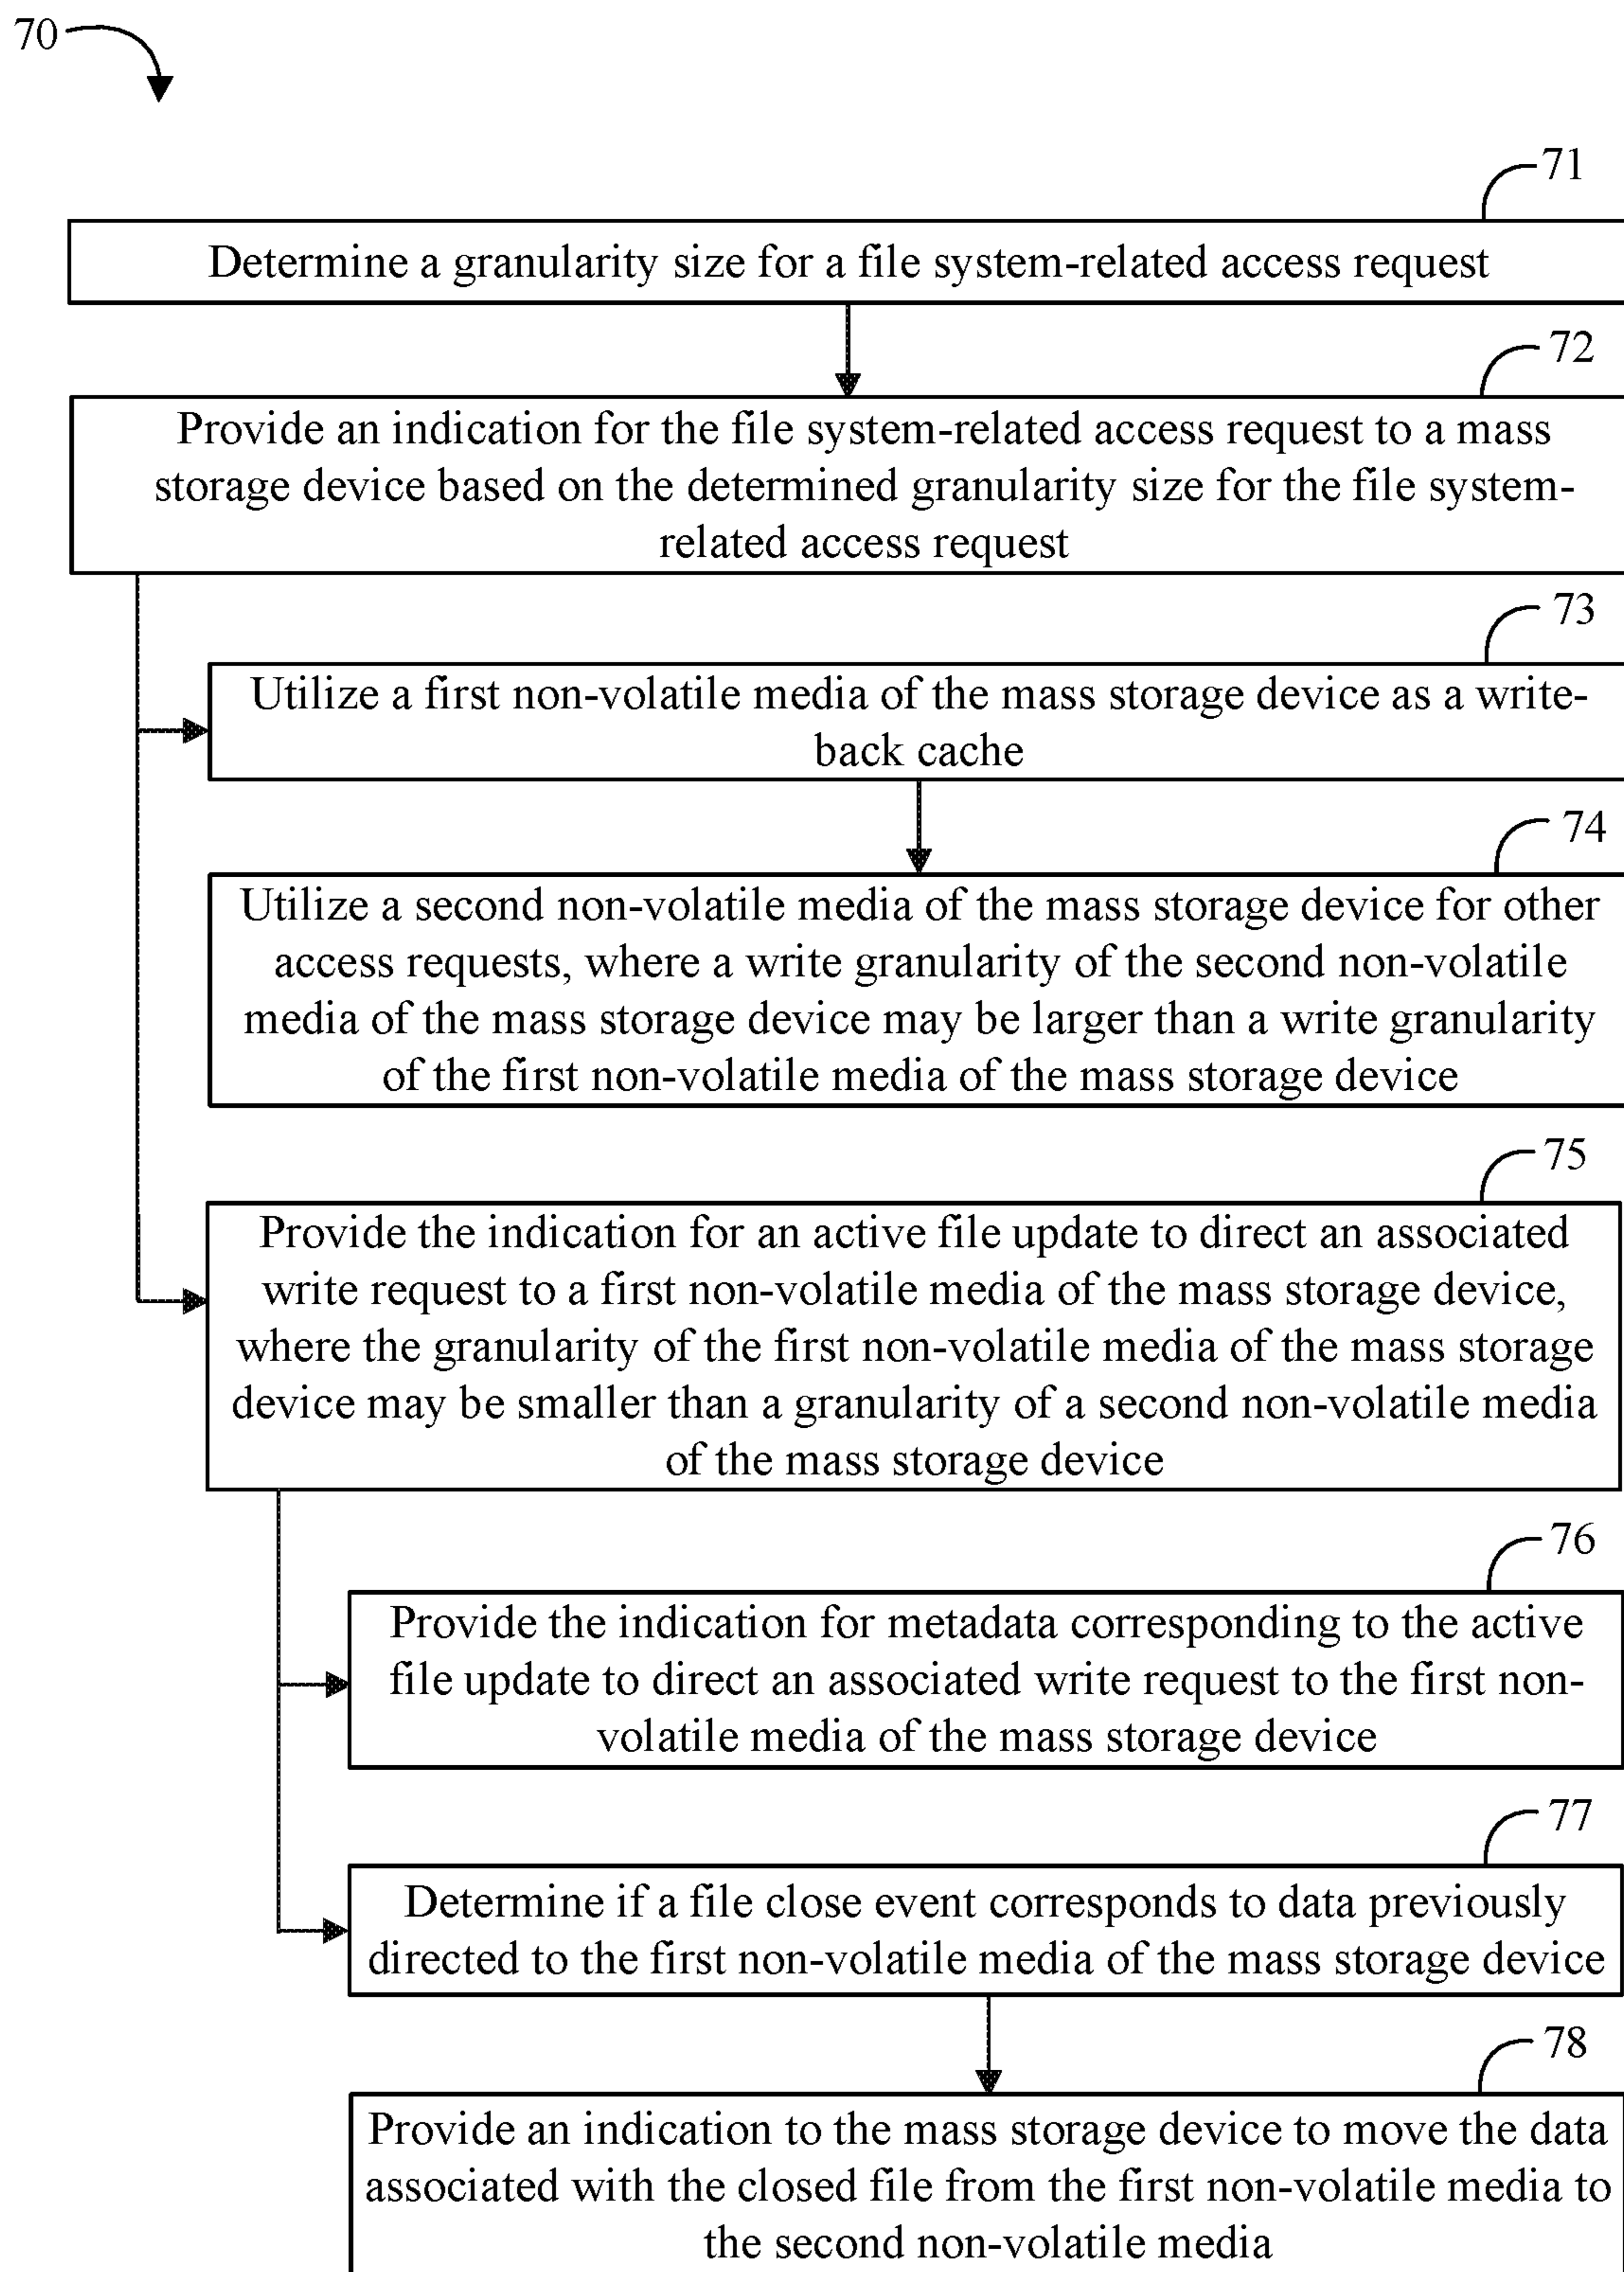 70
71
Determine a granularity size for a file system-related access request
72
Provide an indication for the file system-related access request to a mass
storage device based on the determined granularity size for the file system-
related access request
73
Utilize a first non-volatile media of the mass storage device as a write-
back cache
74
Utilize a second non-volatile media of the mass storage device for other
access requests, where a write granularity of the second non-volatile
media of the mass storage device may be larger than a write granularity
of the first non-volatile media of the mass storage device
75
Provide the indication for an active file update to direct an associated
write request to a first non-volatile media of the mass storage device,
where the granularity of the first non-volatile media of the mass storage
device may be smaller than a granularity of a second non-volatile media
of the mass storage device
76
Provide the indication for metadata corresponding to the active
file update to direct an associated write request to the first non-
volatile media of the mass storage device
77
Determine if a file close event corresponds to data previously
directed to the first non-volatile media of the mass storage device
78
Provide an indication to the mass storage device to move the data
associated with the closed file from the first non-volatile media to
the second non-volatile media